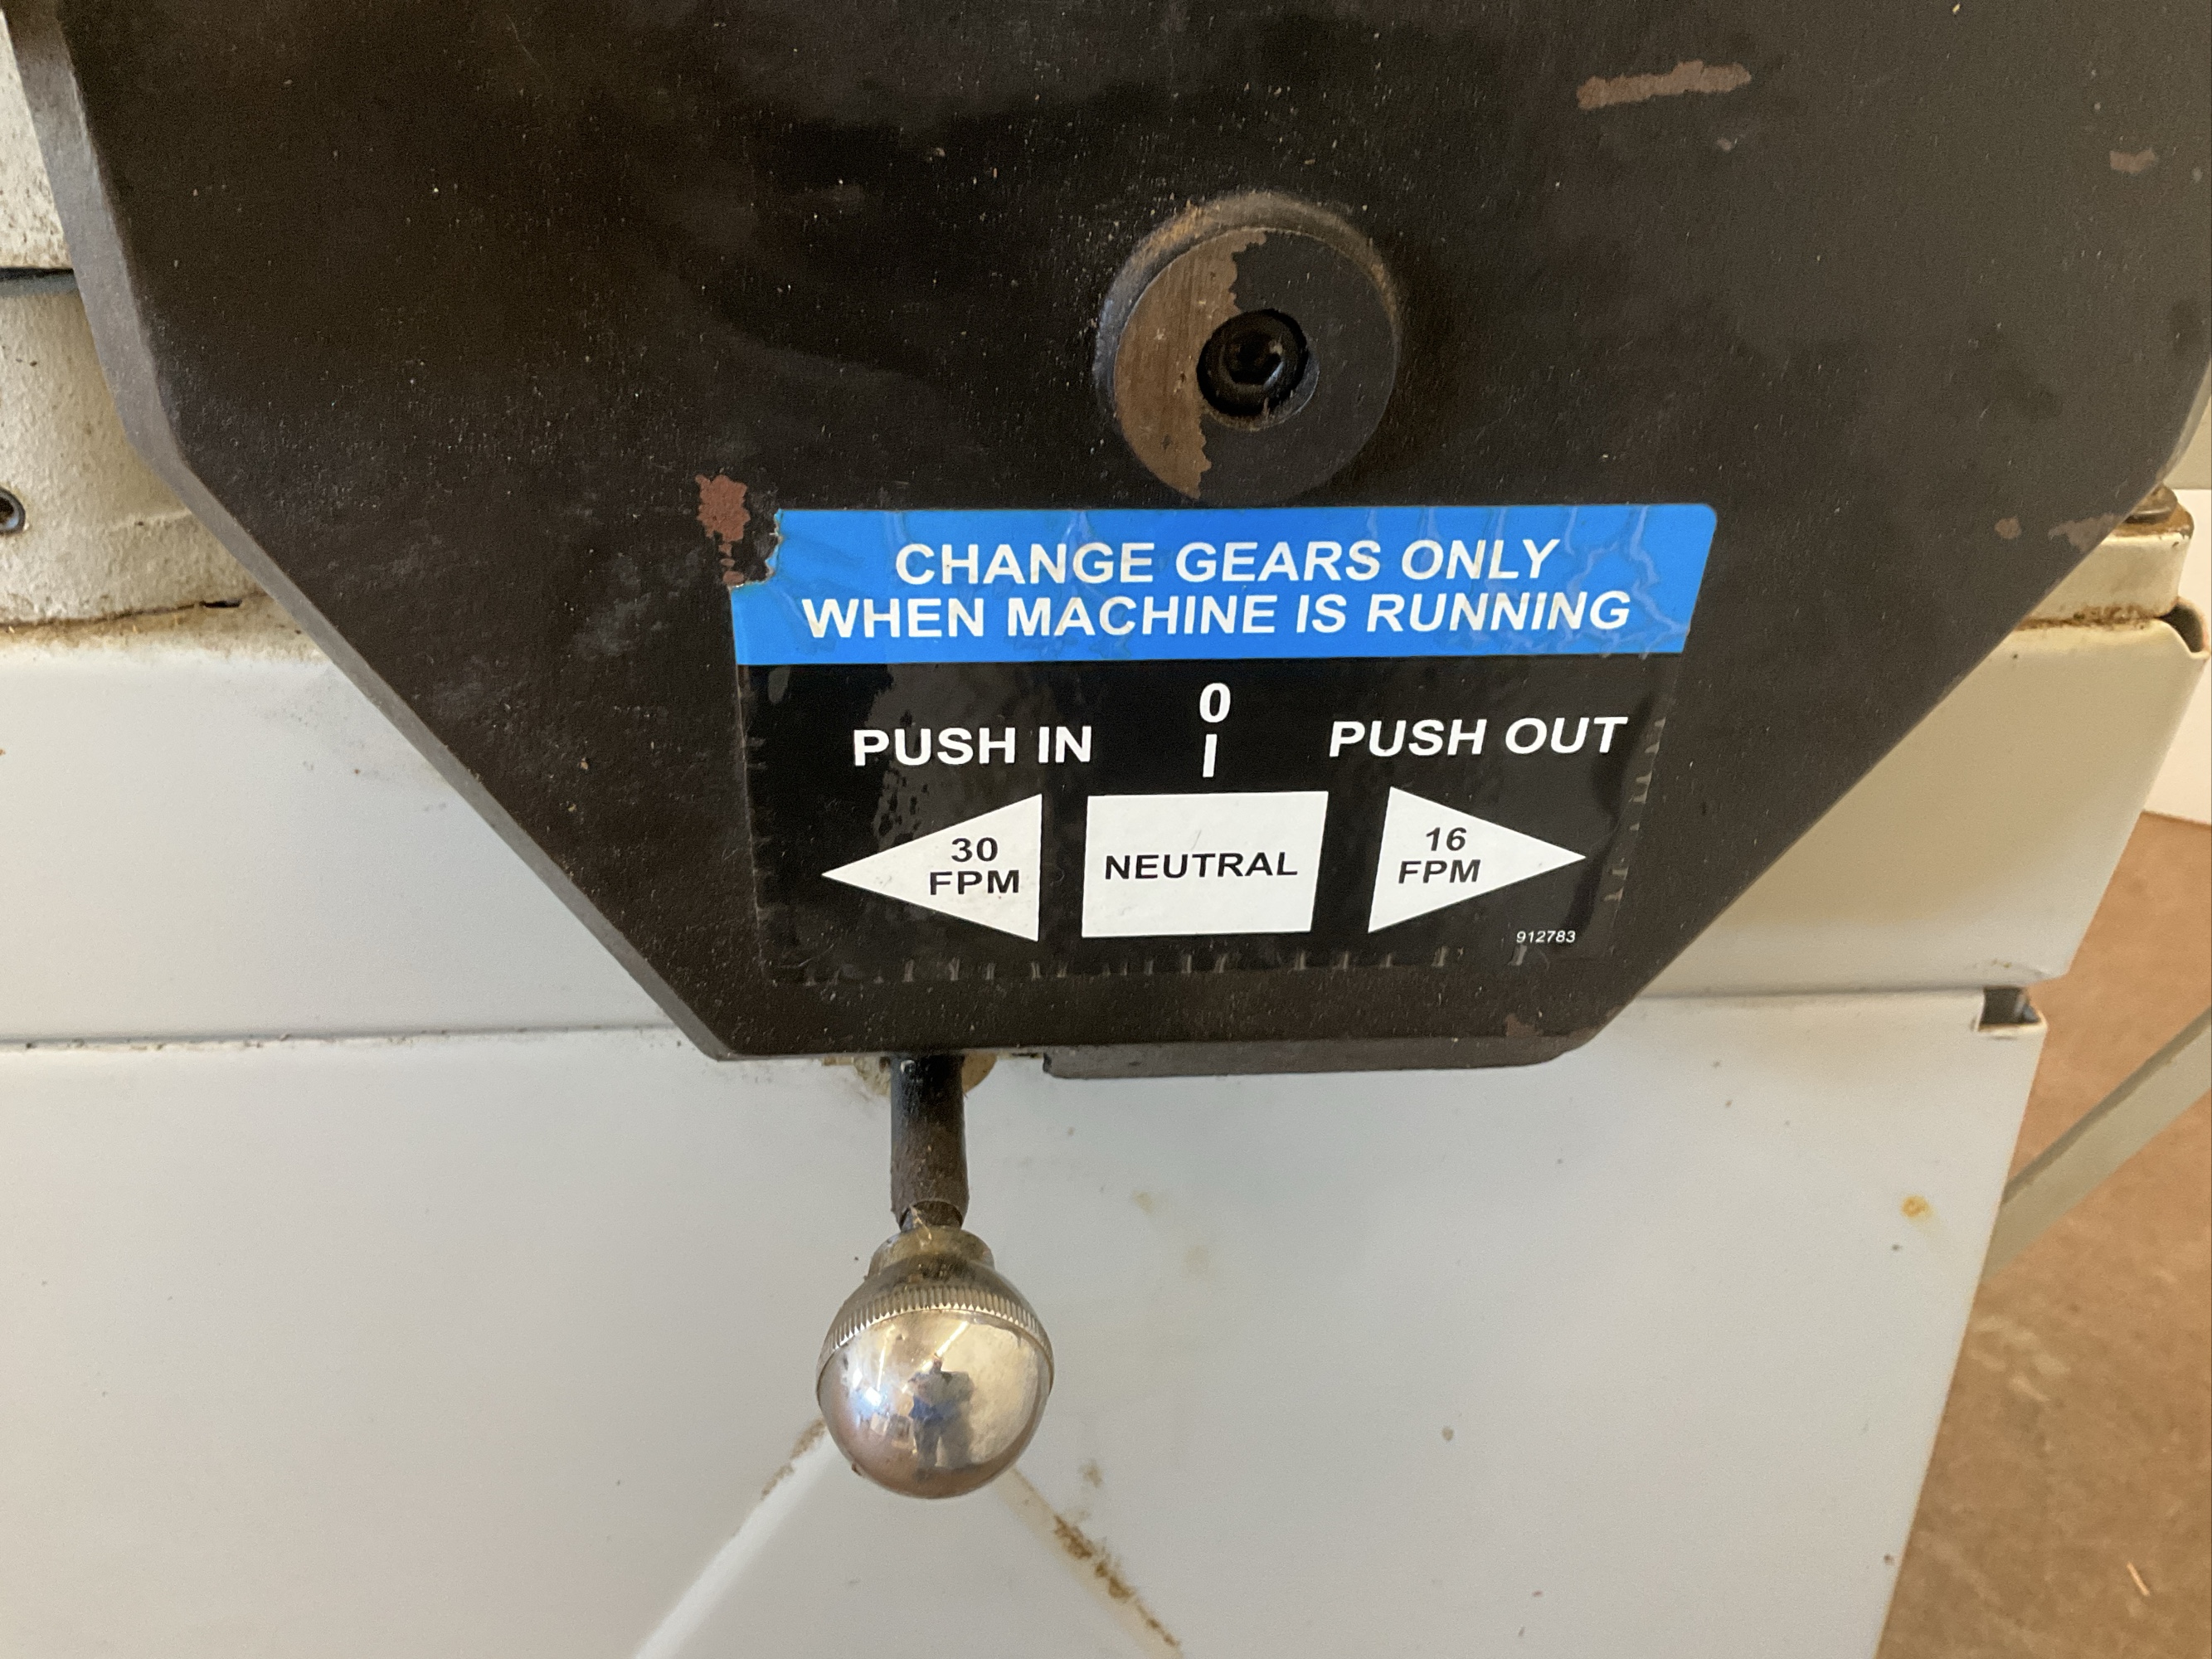 CHANGE GEARS ONLY
WHEN MACHINE IS RUNNING
0
PUSH IN I PUSH OUT
30 FPM
NEUTRAL
16 FPM
912783